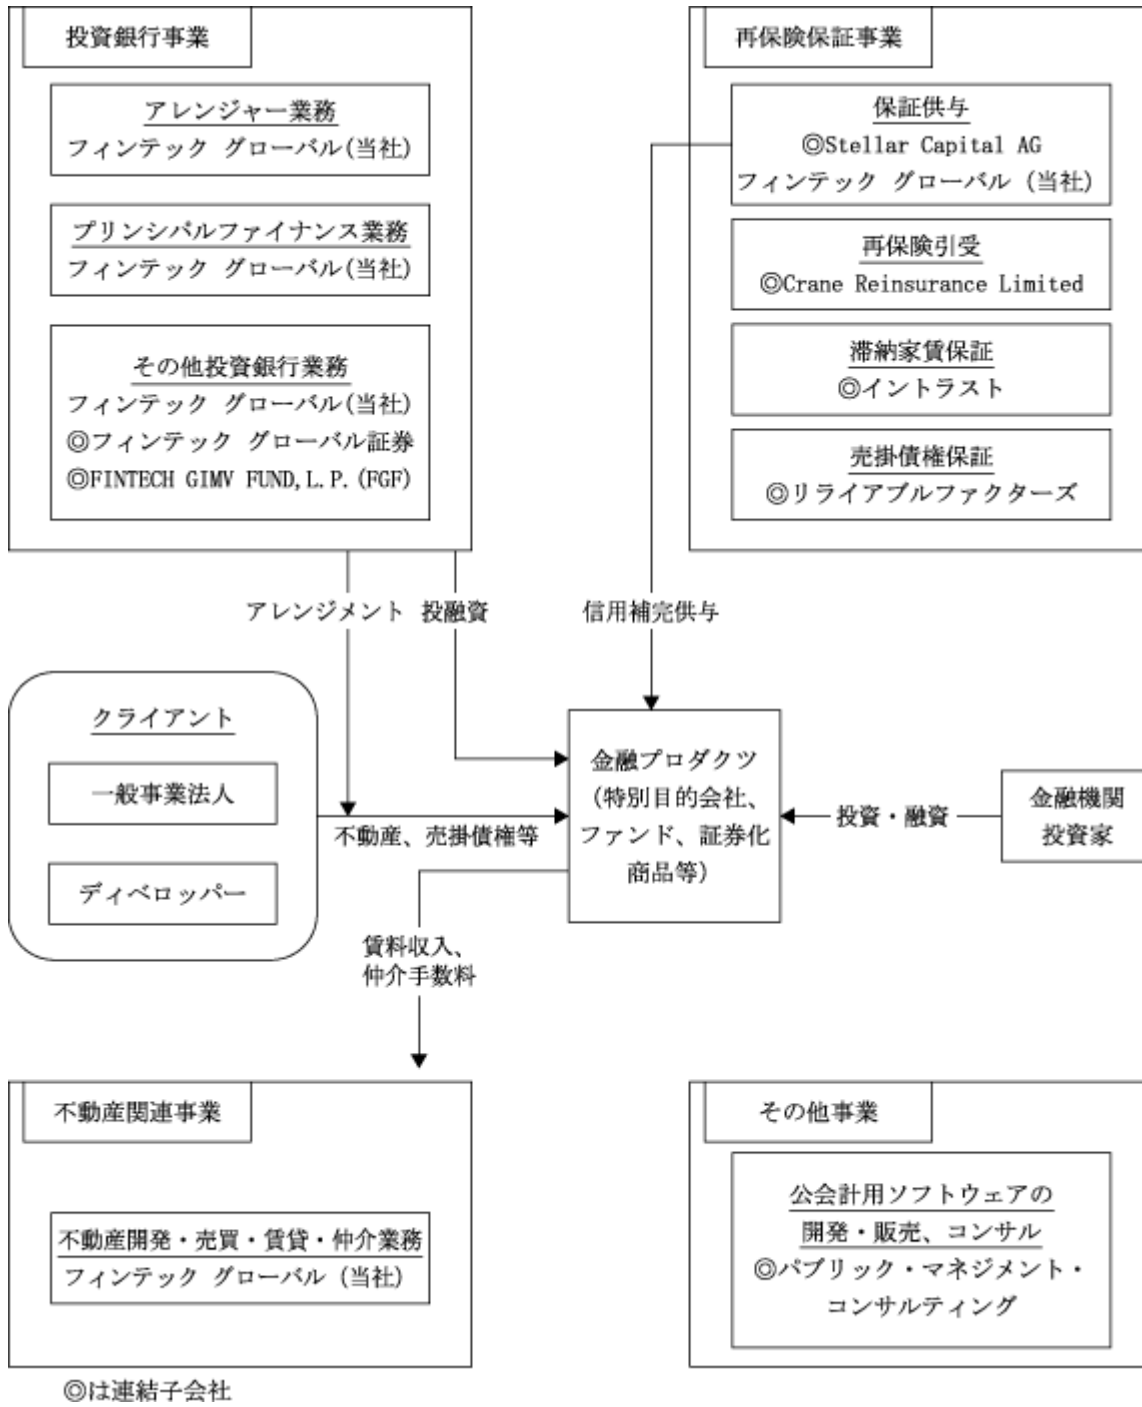 投資銀行事業
アレンジャー業務
フィンテック グローバル(当社)
プリンシパルファイナンス業務
フィンテック グローバル(当社)
その他投資銀行業務
フィンテック グローバル(当社)
◎フィンテック グローバル証券
◎FINTECH GIMV FUND,L.P.(FGF)
再保険保証事業
保証供与
◎Stellar Capital AG
フィンテック グローバル (当社)
再保険引受
◎Crane Reinsurance Limited
滞納家賃保証
◎イントラスト
売掛債権保証
◎リライアブルファクターズ
アレンジメント
投融資
信用補完供与
クライアント
一般事業法人
ディベロッパー
不動産、売掛債権等
金融プロダクツ
(特別目的会社、
ファンド、証券化
商品等)
投資・融資
金融機関
投資家
賃料収入、
仲介手数料
不動産関連事業
不動産開発・売買・賃貸・仲介業務
フィンテック グローバル (当社)
その他事業
公会計用ソフトウェアの
開発・販売、コンサル
◎パブリック・マネジメント・
コンサルティング
◎は連結子会社